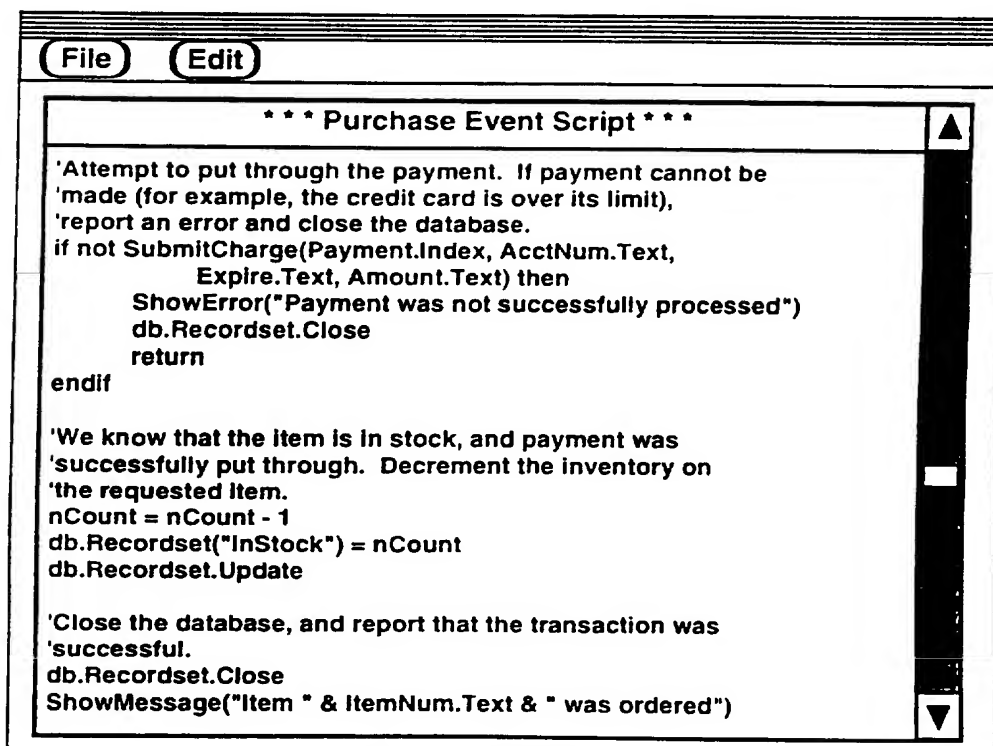 File Edit
* * * Purchase Event Script * * *
'Attempt to put through the payment. If payment cannot be
'made (for example, the credit card is over its limit),
'report an error and close the database.
if not SubmitCharge(Payment.Index, AcctNum.Text,
Expire.Text, Amount.Text) then
ShowError("Payment was not successfully processed")
db.Recordset.Close
return
endif
'We know that the item is in stock, and payment was
'successfully put through. Decrement the inventory on
'the requested item.
nCount = nCount - 1
db.Recordset("InStock") = nCount
db.Recordset.Update
'Close the database, and report that the transaction was
'successful.
db.Recordset.Close
ShowMessage("Item " & ItemNum.Text & " was ordered")